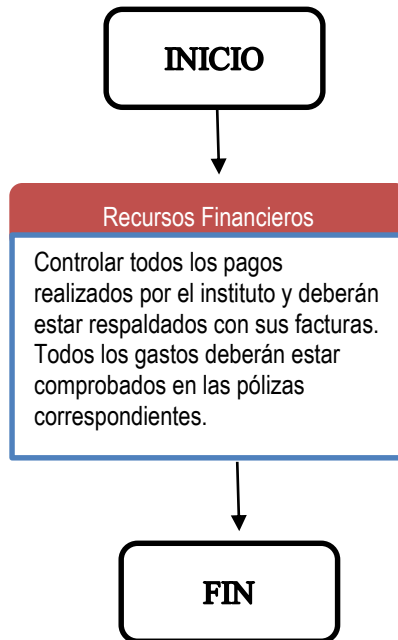 INICIO
Recursos Financieros
Controlar todos los pagos
realizados por el instituto y deberán
estar respaldados con sus facturas.
Todos los gastos deberán estar
comprobados en las pólizas
correspondientes.
FIN